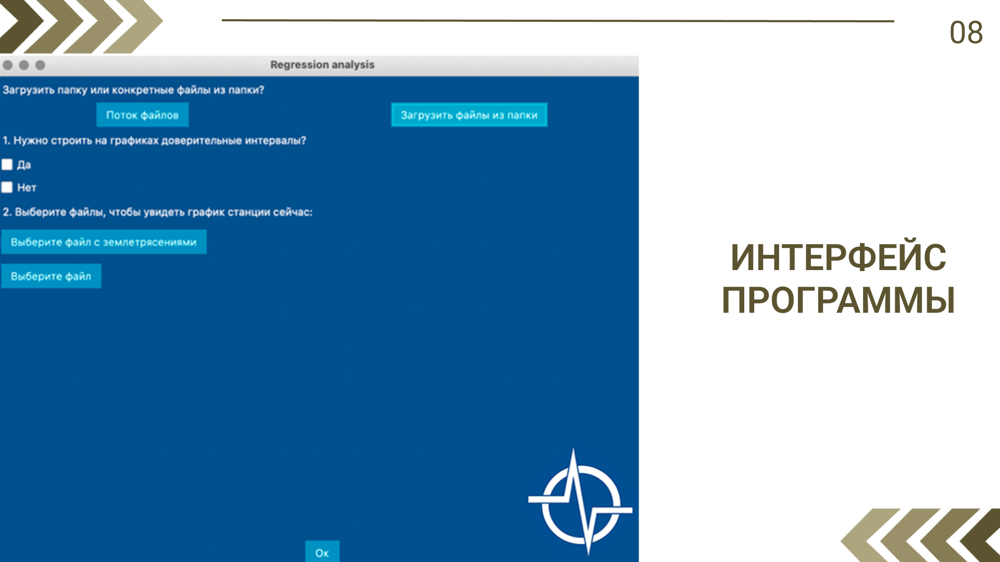 08
Regression analysis
Загрузить папку или конкретные файлы из папки?
Поток файлов
Загрузить файлы из папки
1. Нужно строить на графиках доверительные интервалы?
Да
Нет
2. Выберите файлы, чтобы увидеть график станции сейчас:
Выберите файл с землетрясениями
Выберите файл
Ок
ИНТЕРФЕЙС
ПРОГРАММЫ